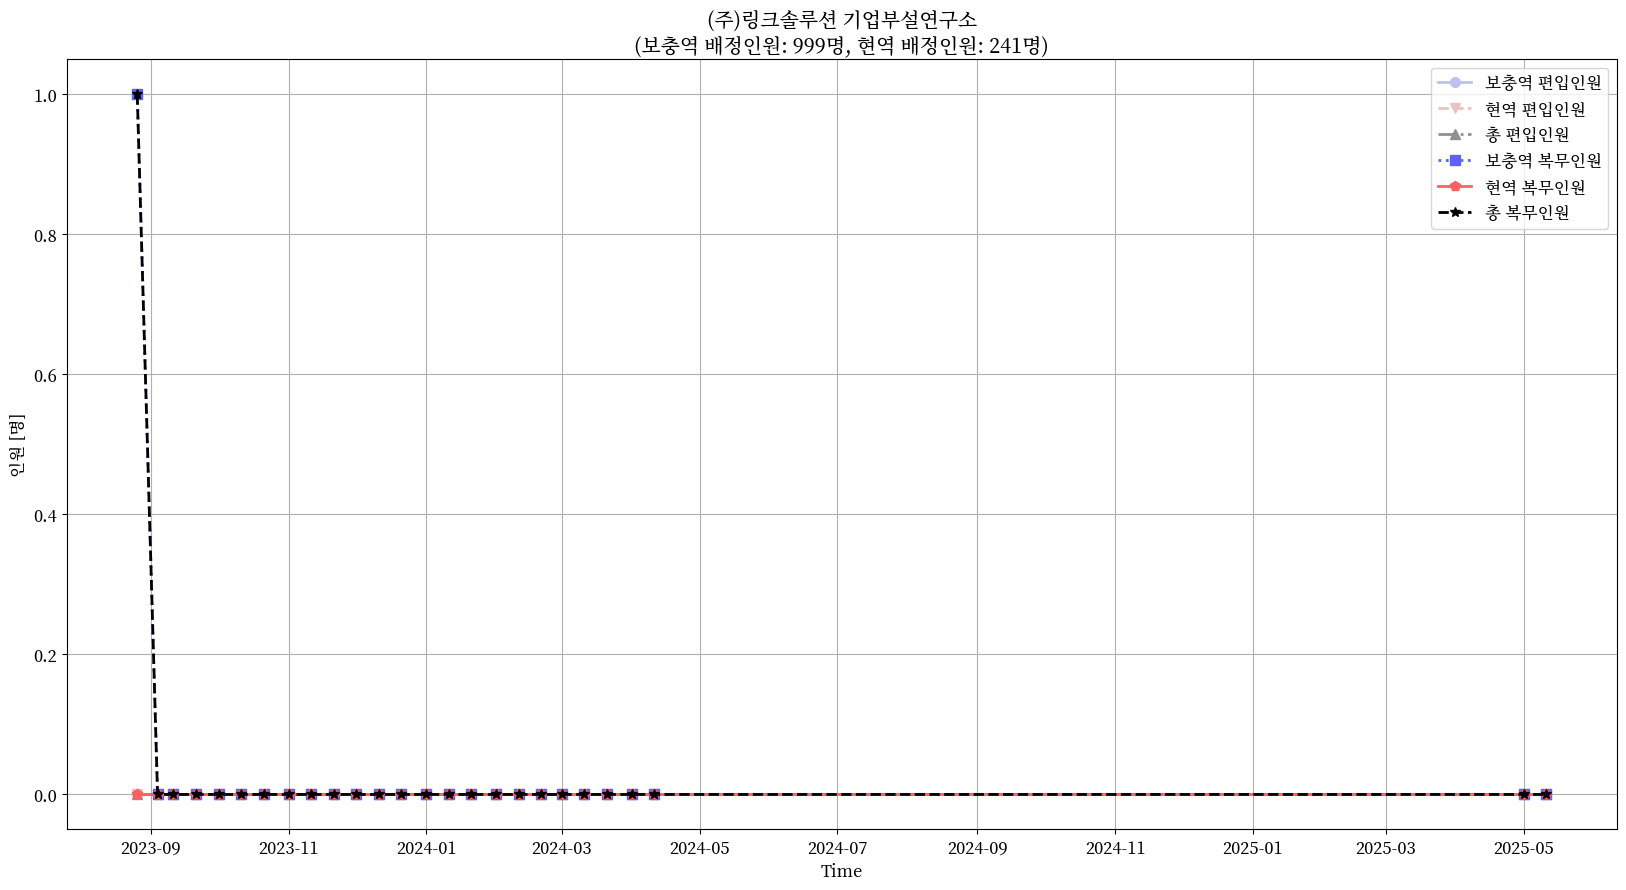 (주)링크솔루션 기업부설연구소
(보충역 배정인원: 999명, 현역 배정인원: 241명)
보충역 편입인원
현역 편입인원
총 편입인원
보충역 복무인원
현역 복무인원
총 복무인원
인원 [명]
1.0
0.8
0.6
0.4
0.2
0.0
2023-09
2023-11
2024-01
2024-03
2024-05
2024-07
2024-09
2024-11
2025-01
2025-03
2025-05
Time